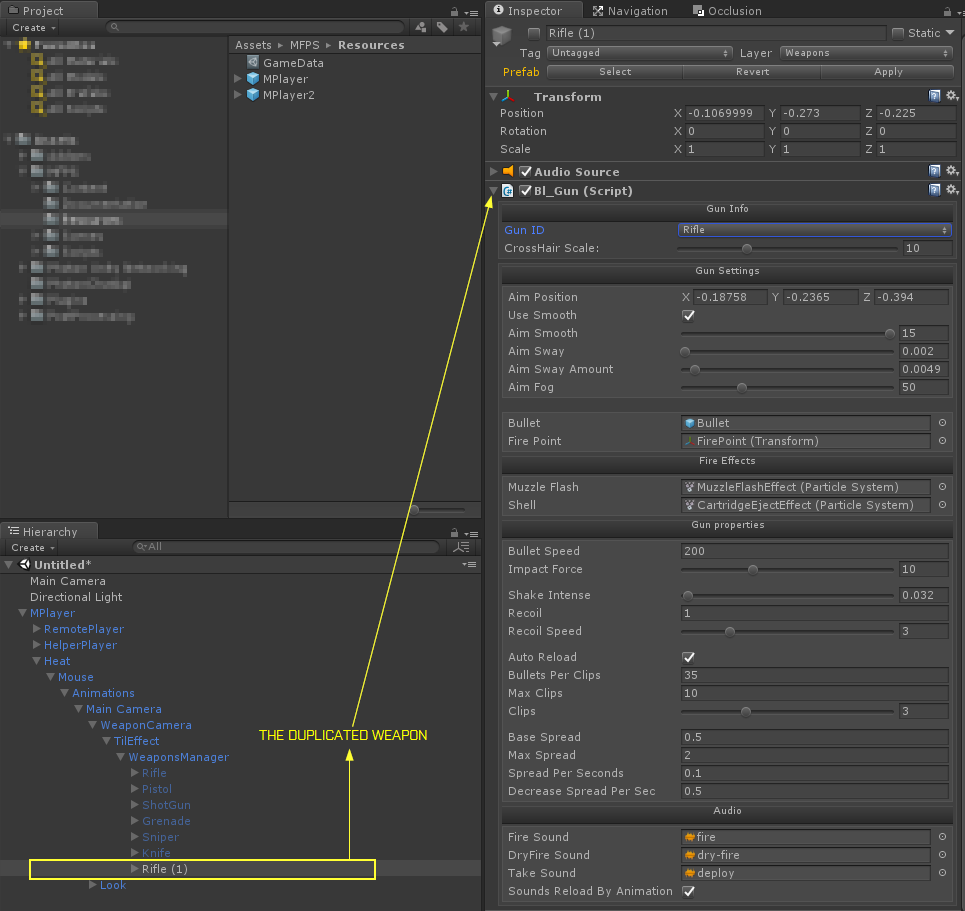 Project
Create
Assets ▸ MFPS ▸ Resources
GameData
MPlayer
MPlayer2
Hierarchy
Create
All
Untitled*
Main Camera
Directional Light
MPlayer
RemotePlayer
HelperPlayer
Heat
Mouse
Animations
Main Camera
WeaponCamera
TilEffect
WeaponsManager
Rifle
Pistol
ShotGun
Grenade
Sniper
Knife
Rifle (1)
Look
THE DUPLICATED WEAPON
Inspector Navigation Occlusion
Rifle (1) Static
Tag Untagged Layer Weapons
Prefab Select Revert Apply
Transform
Position X -0.1069999 Y -0.273 Z -0.225
Rotation X 0 Y 0 Z 0
Scale X 1 Y 1 Z 1
Audio Source
Bl_Gun (Script)
Gun Info
Gun ID Rifle
CrossHair Scale: 10
Gun Settings
Aim Position X -0.18758 Y -0.2365 Z -0.394
Use Smooth
Aim Smooth 15
Aim Sway 0.002
Aim Sway Amount 0.0049
Aim Fog 50
Bullet Bullet
Fire Point FirePoint (Transform)
Fire Effects
Muzzle Flash MuzzleFlashEffect (Particle System)
Shell CartridgeEjectEffect (Particle System)
Gun properties
Bullet Speed 200
Impact Force 10
Shake Intense 0.032
Recoil 1
Recoil Speed 3
Auto Reload
Bullets Per Clips 35
Max Clips 10
Clips 3
Base Spread 0.5
Max Spread 2
Spread Per Seconds 0.1
Decrease Spread Per Sec 0.5
Audio
Fire Sound fire
DryFire Sound dry-fire
Take Sound deploy
Sounds Reload By Animation